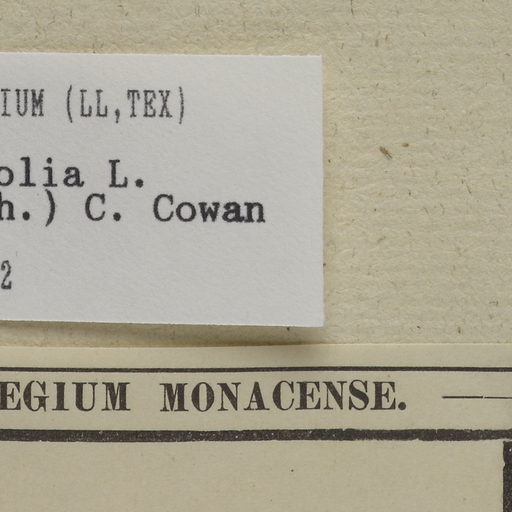 IUM (LL,TEX)
olia L.
h.) C. Cowan
2
EGIUM MONACENSE.